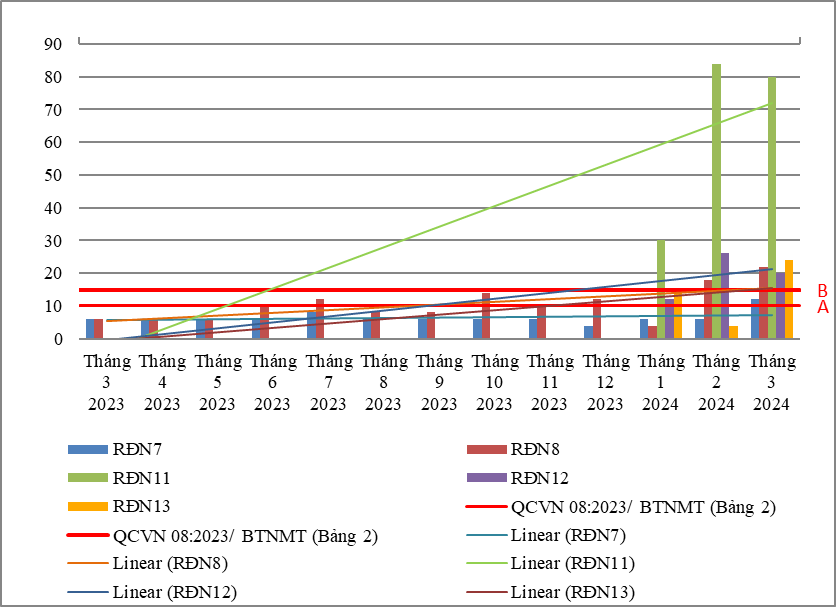 90
80
70
60
50
40
30
20
10
0
B
A
Tháng Tháng Tháng Tháng Tháng Tháng Tháng Tháng Tháng Tháng Tháng Tháng Tháng
3 4 5 6 7 8 9 10 11 12 1 2 3
2023 2023 2023 2023 2023 2023 2023 2023 2023 2023 2024 2024 2024
RĐN7 RĐN8
RĐN11 RĐN12
RĐN13 QCVN 08:2023/ BTNMT (Bảng 2)
QCVN 08:2023/ BTNMT (Bảng 2) Linear (RĐN7)
Linear (RĐN8) Linear (RĐN11)
Linear (RĐN12) Linear (RĐN13)